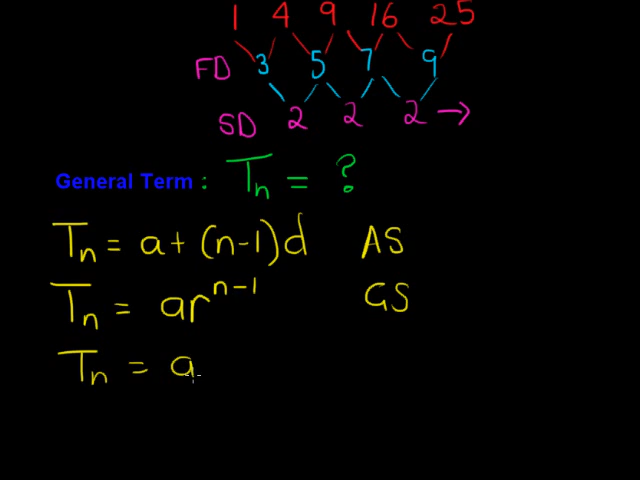 1 4 9 16 25
FD 3 5 7 9
SD 2 2 2 →
General Term : Tn = ?
Tn = a + (n-1)d AS
Tn = ar^{n-1} GS
Tn = a